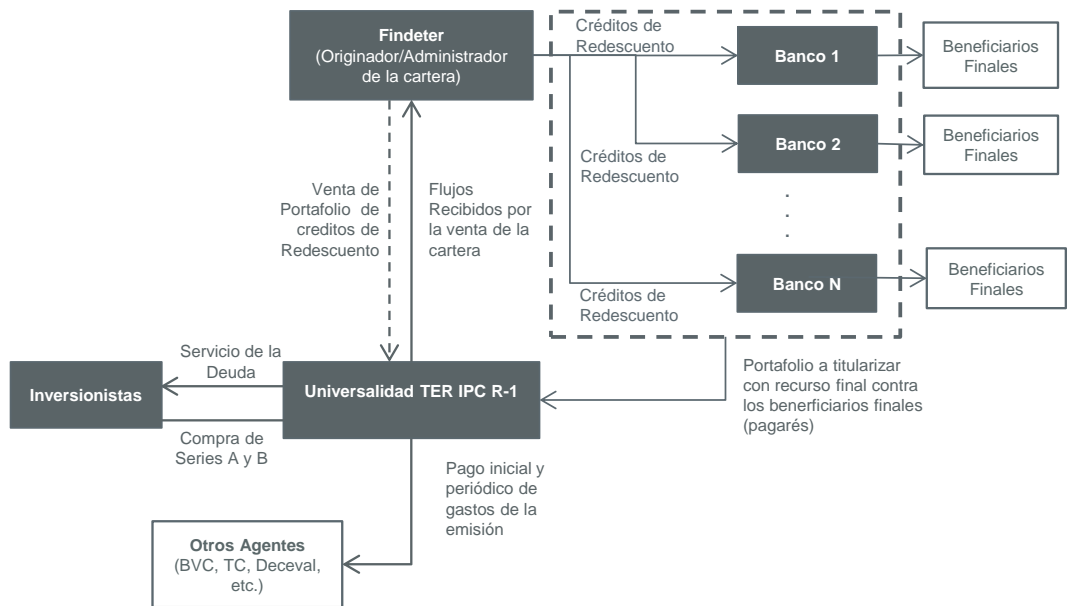 Findeter
(Originador/Administrador
de la cartera)
Créditos de
Redescuento
Banco 1
Beneficiarios
Finales
Banco 2
Beneficiarios
Finales
Créditos de
Redescuento
.
.
.
Venta de
Portafolio de
creditos de
Redescuento
Flujos
Recibidos por
la venta de la
cartera
Banco N
Beneficiarios
Finales
Créditos de
Redescuento
Servicio de la
Deuda
Inversionistas
Universalidad TER IPC R-1
Portafolio a titularizar
con recurso final contra
los benerficiarios finales
(pagarés)
Compra de
Series A y B
Pago inicial y
periódico de
gastos de la
emisión
Otros Agentes
(BVC, TC, Deceval,
etc.)